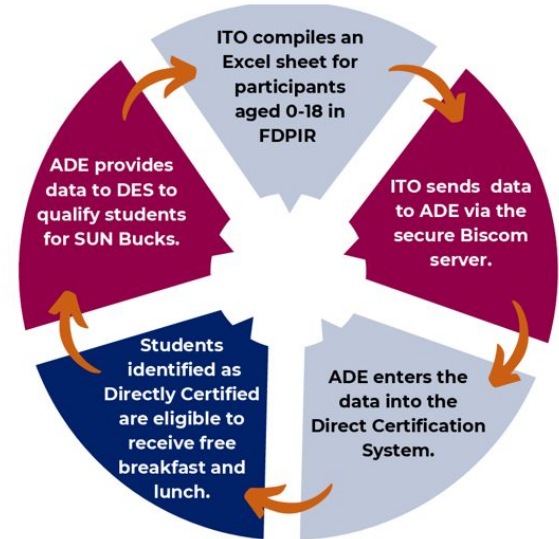 ITO compiles an
Excel sheet for
participants
aged 0-18 in
FDPIR
ITO sends data
to ADE via the
secure Biscom
server.
ADE enters the
data into the
Direct Certification
System.
Students
identified as
Directly Certified
are eligible to
receive free
breakfast and
lunch.
ADE provides
data to DES to
qualify students
for SUN Bucks.